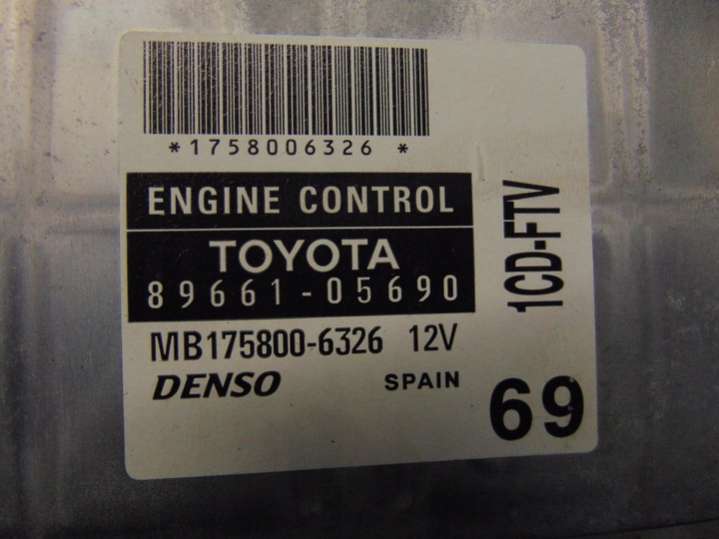 *1758006326*
ENGINE CONTROL
TOYOTA
89661-05690
MB175800-6326 12V
DENSO SPAIN
1CD-FTV
69